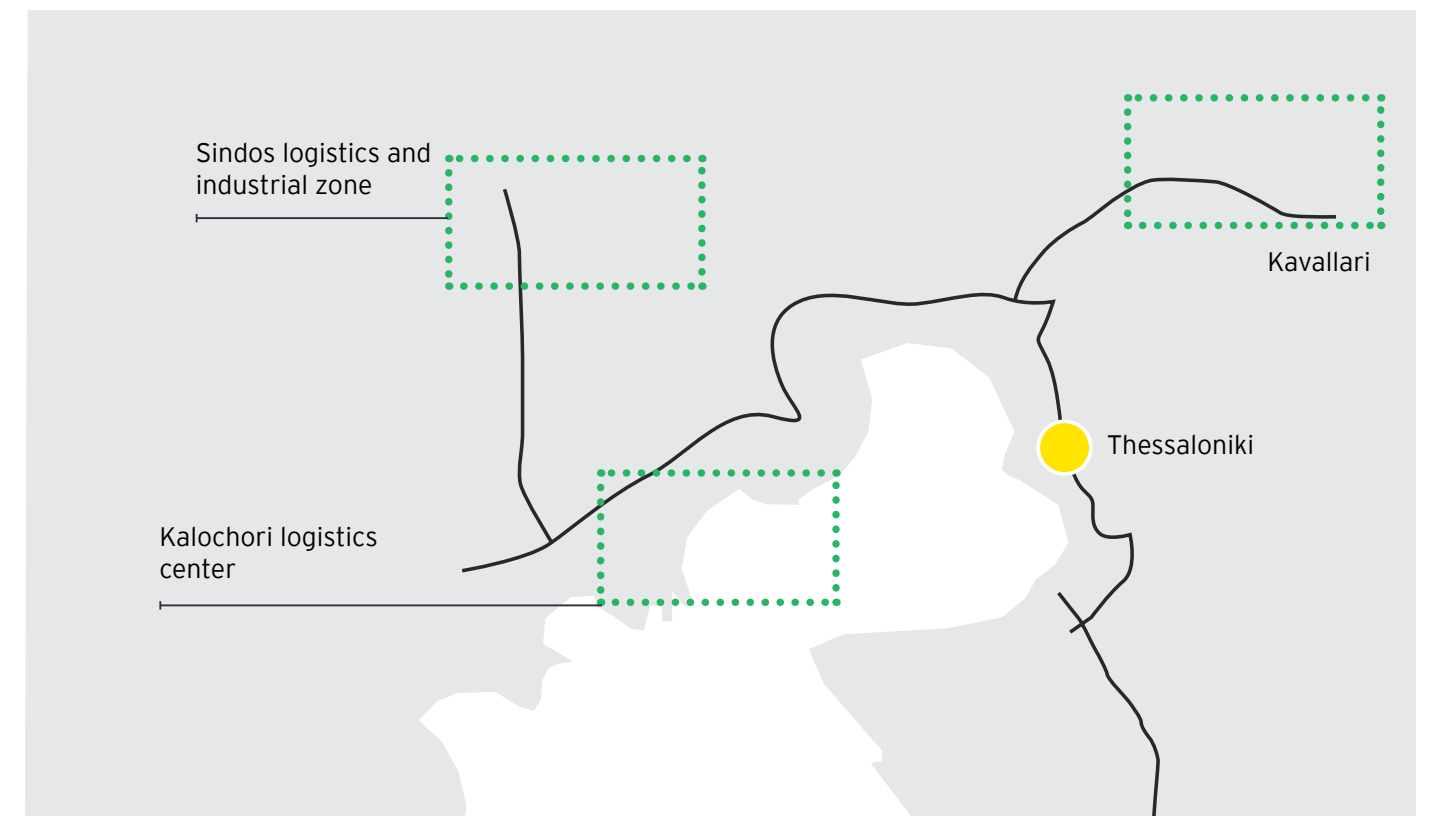 Sindos logistics and
industrial zone
Kavallari
Thessaloniki
Kalochori logistics
center